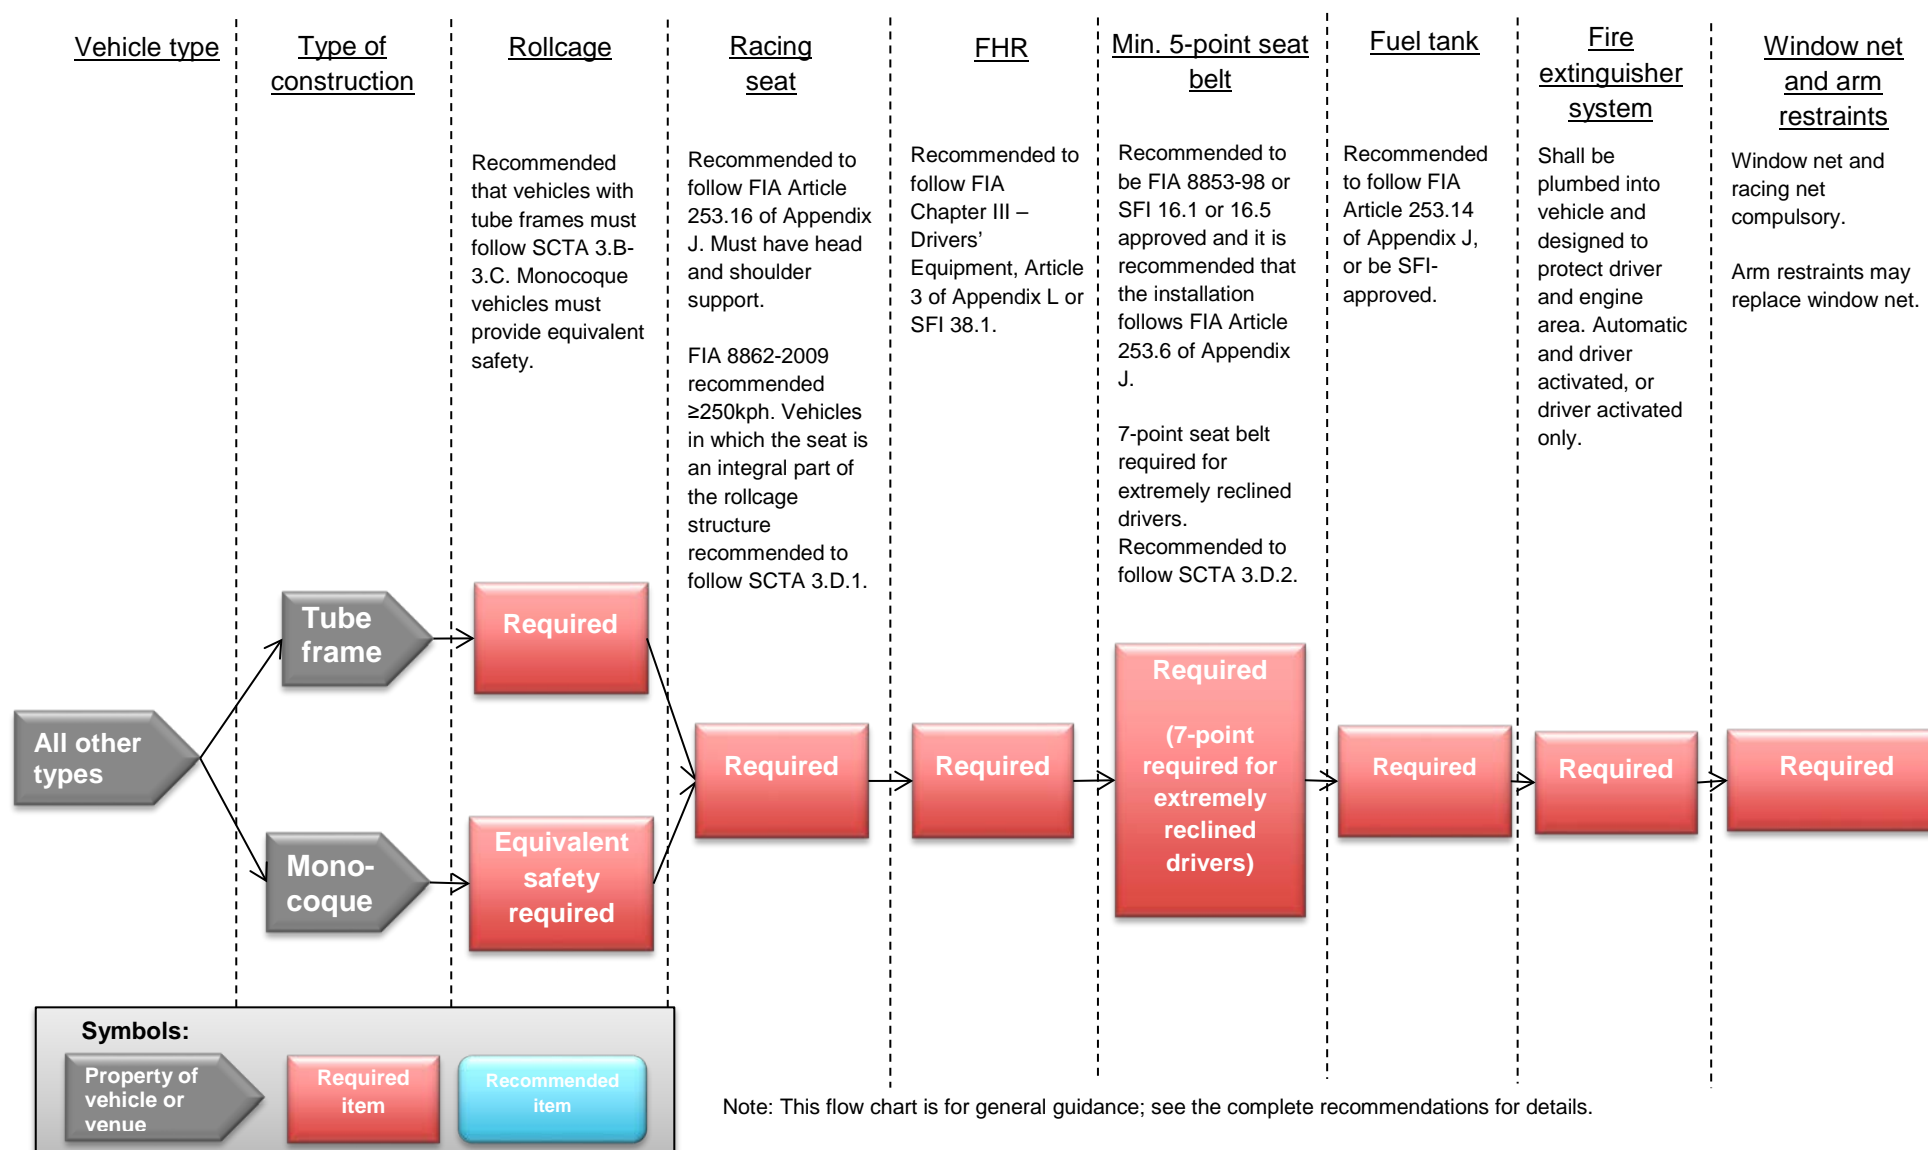 Vehicle type
Type of
construction
Rollcage
Racing
seat
FHR
Min. 5-point seat
belt
Fuel tank
Fire
extinguisher
system
Window net
and arm
restraints
Recommended
that vehicles with
tube frames must
follow SCTA 3.B-
3.C. Monocoque
vehicles must
provide equivalent
safety.
Recommended to
follow FIA Article
253.16 of Appendix
J. Must have head
and shoulder
support.
FIA 8862-2009
recommended
≥250kph. Vehicles
in which the seat is
an integral part of
the rollcage
structure
recommended to
follow SCTA 3.D.1.
Recommended to
follow FIA
Chapter III –
Drivers’
Equipment, Article
3 of Appendix L or
SFI 38.1.
Recommended to
be FIA 8853-98 or
SFI 16.1 or 16.5
approved and it is
recommended that
the installation
follows FIA Article
253.6 of Appendix
J.
7-point seat belt
required for
extremely reclined
drivers.
Recommended to
follow SCTA 3.D.2.
Recommended
to follow FIA
Article 253.14
of Appendix J,
or be SFI-
approved.
Shall be
plumbed into
vehicle and
designed to
protect driver
and engine
area. Automatic
and driver
activated, or
driver activated
only.
Window net and
racing net
compulsory.
Arm restraints may
replace window net.
All other
types
Tube
frame
Mono-
coque
Required
Equivalent
safety
required
Required
Required
Required
(7-point
required for
extremely
reclined
drivers)
Required
Required
Required
Symbols:
Property of
vehicle or
venue
Required
item
Recommended
item
Note: This flow chart is for general guidance; see the complete recommendations for details.